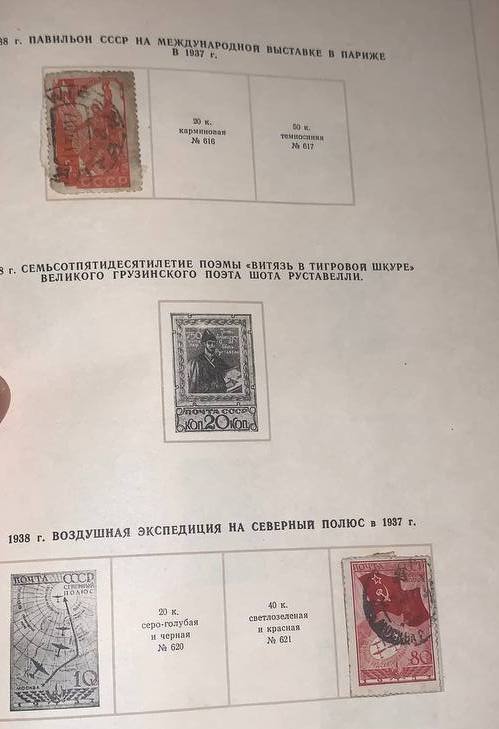 38 г. ПАВИЛЬОН СССР НА МЕЖДУНАРОДНОЙ ВЫСТАВКЕ В ПАРИЖЕ
В 1937 г.
СССР
20 к.
карминовая
№ 616
50 к.
темносиняя
№ 617
8 г. СЕМЬСОТПЯТИДЕСЯТИЛЕТИЕ ПОЭМЫ «ВИТЯЗЬ В ТИГРОВОЙ ШКУРЕ»
ВЕЛИКОГО ГРУЗИНСКОГО ПОЭТА ШОТА РУСТАВЕЛЛИ.
ПОЧТА СССР
КОП 20 КОП
1938 г. ВОЗДУШНАЯ ЭКСПЕДИЦИЯ НА СЕВЕРНЫЙ ПОЛЮС в 1937 г.
ПОЧТА СССР
СЕВЕРНЫЙ
ПОЛЮС
МОСКВА
10
20 к.
серо-голубая
и черная
№ 620
40 к.
светлозеленая
и красная
№ 621
МОСКВА
80